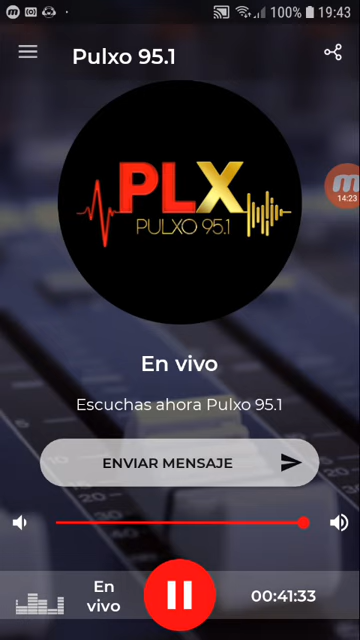 100% 19:43
Pulxo 95.1
PLX
PULXO 95.1
14:23
En vivo
Escuchas ahora Pulxo 95.1
ENVIAR MENSAJE
En
vivo
00:41:33